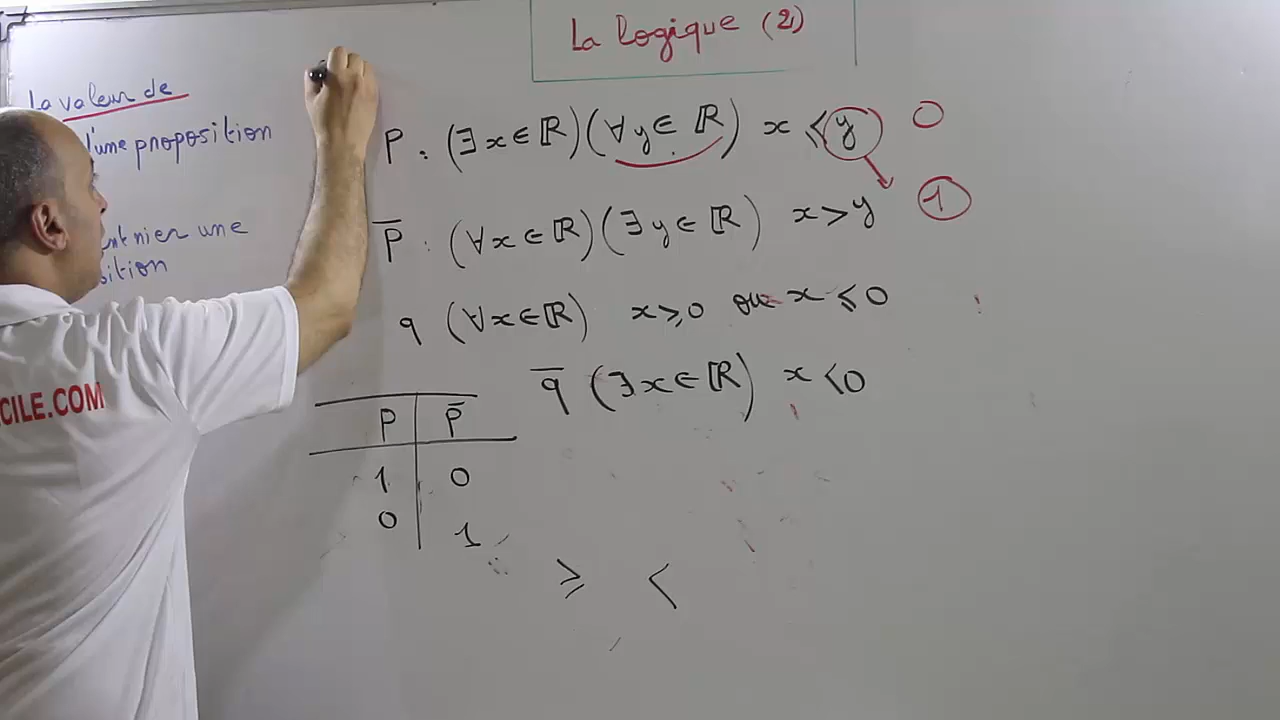 La logique (2)
La valeur de
d'une proposition
nier une
P : (∃x∈ℝ)(∀y∈ℝ) x ≤ y 0
P̅ : (∀x∈ℝ)(∃y∈ℝ) x > y 1
q (∀x∈ℝ) x ≥ 0 ou x ≤ 0
q̅ (∃x∈ℝ) x < 0
P P̅
1 0
0 1
≥ <
CILE.COM